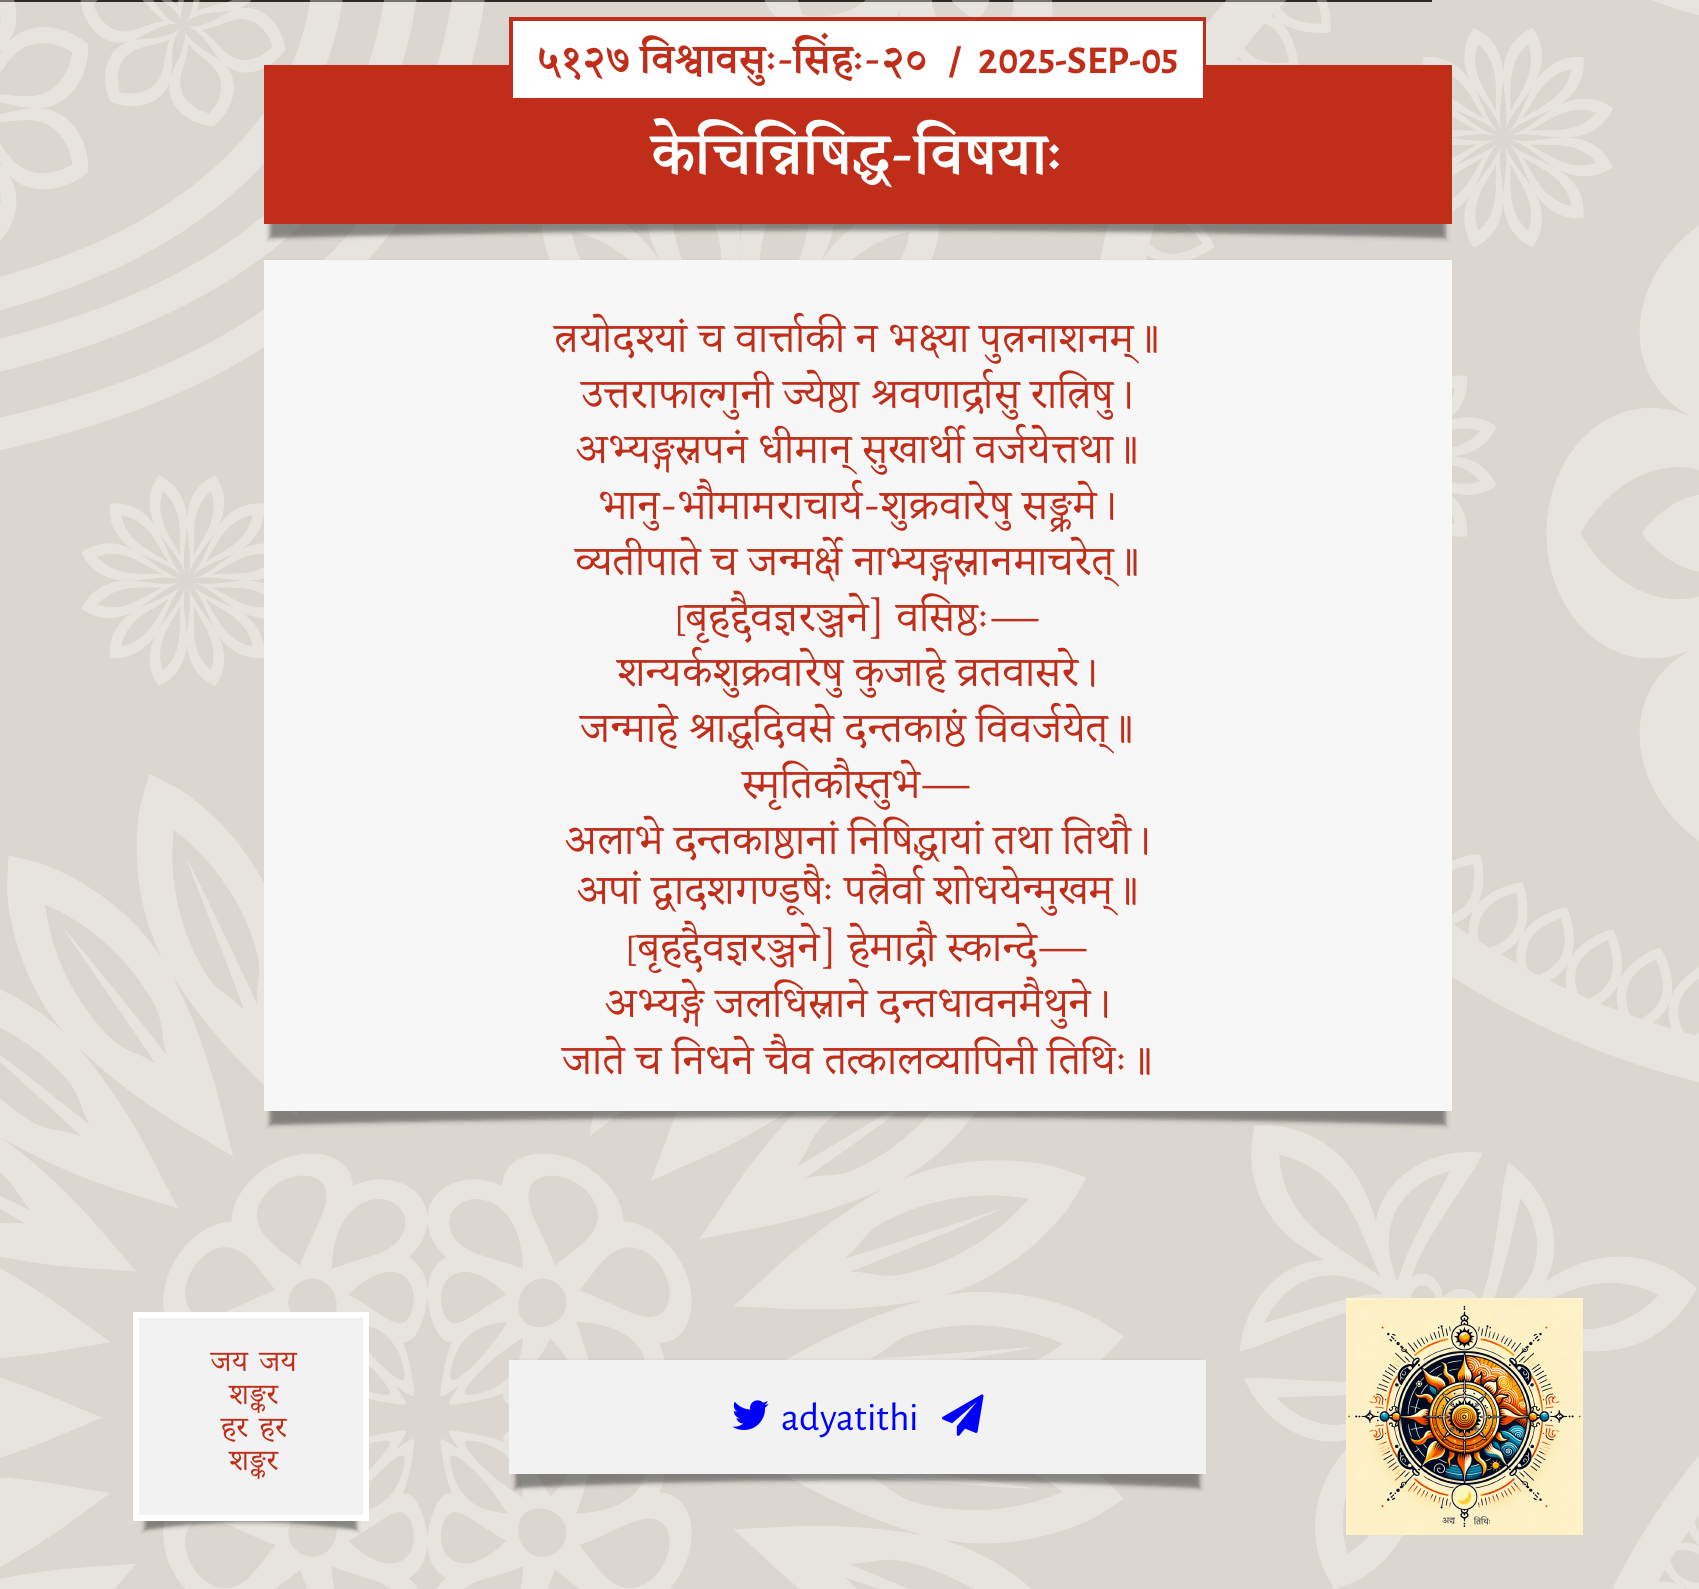 ५१२७ विश्वावसुः-सिंहः-२० / 2025-SEP-05
केचिन्निषिद्ध-विषयाः
त्रयोदश्यां च वार्त्ताकी न भक्ष्या पुत्रनाशनम्॥
उत्तराफाल्गुनी ज्येष्ठा श्रवणार्द्रासु रात्रिषु।
अभ्यङ्गस्नपनं धीमान् सुखार्थी वर्जयेत्तथा॥
भानु-भौमामराचार्य-शुक्रवारेषु सङ्क्रमे।
व्यतीपाते च जन्मर्क्षे नाभ्यङ्गस्नानमाचरेत्॥
[बृहद्दैवज्ञरञ्जने] वसिष्ठः—
शन्यर्कशुक्रवारेषु कुजाहे व्रतवासरे।
जन्माहे श्राद्धदिवसे दन्तकाष्ठं विवर्जयेत्॥
स्मृतिकौस्तुभे—
अलाभे दन्तकाष्ठानां निषिद्धायां तथा तिथौ।
अपां द्वादशगण्डूषैः पत्रैर्वा शोधयेन्मुखम्॥
[बृहद्दैवज्ञरञ्जने] हेमाद्रौ स्कान्दे—
अभ्यङ्गे जलधिस्नाने दन्तधावनमैथुने।
जाते च निधने चैव तत्कालव्यापिनी तिथिः॥
जय जय
शङ्कर
हर हर
शङ्कर
adyatithi
अद्य तिथिः